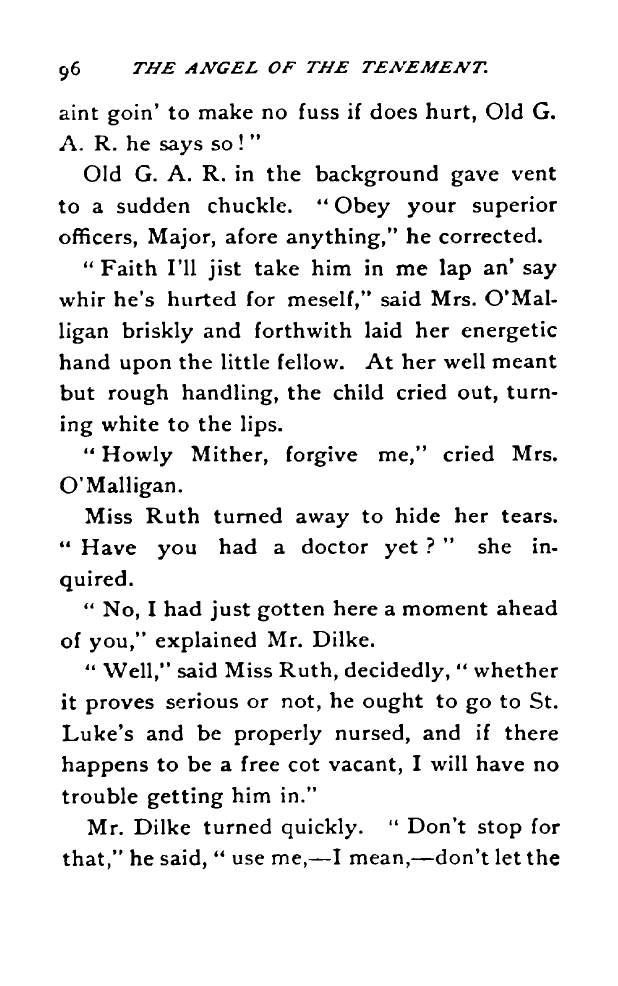 96 THE ANGEL OF THE TENEMENT.
aint goin' to make no fuss if does hurt, Old G.
A. R. he says so!"
Old G. A. R. in the background gave vent
to a sudden chuckle. "Obey your superior
officers, Major, afore anything," he corrected.
"Faith I'll jist take him in me lap an' say
whir he's hurted for meself," said Mrs. O'Mal-
ligan briskly and forthwith laid her energetic
hand upon the little fellow. At her well meant
but rough handling, the child cried out, turn-
ing white to the lips.
"Howly Mither, forgive me," cried Mrs.
O'Malligan.
Miss Ruth turned away to hide her tears.
"Have you had a doctor yet?" she in-
quired.
"No, I had just gotten here a moment ahead
of you," explained Mr. Dilke.
"Well," said Miss Ruth, decidedly, "whether
it proves serious or not, he ought to go to St.
Luke's and be properly nursed, and if there
happens to be a free cot vacant, I will have no
trouble getting him in."
Mr. Dilke turned quickly. "Don't stop for
that," he said, "use me,—I mean,—don't let the